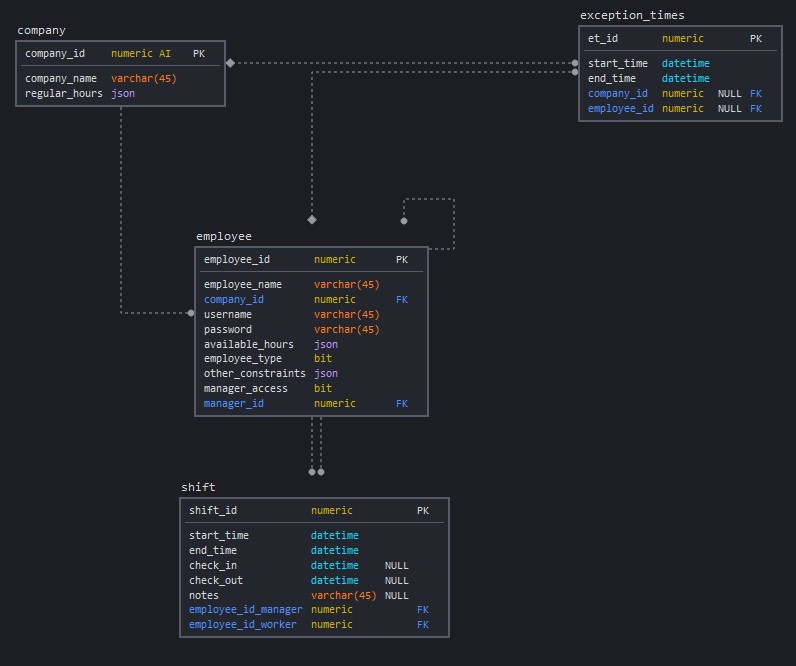 company
company_id numeric AI PK
company_name varchar(45)
regular_hours json
exception_times
et_id numeric PK
start_time datetime
end_time datetime
company_id numeric NULL FK
employee_id numeric NULL FK
employee
employee_id numeric PK
employee_name varchar(45)
company_id numeric FK
username varchar(45)
password varchar(45)
available_hours json
employee_type bit
other_constraints json
manager_access bit
manager_id numeric FK
shift
shift_id numeric PK
start_time datetime
end_time datetime
check_in datetime NULL
check_out datetime NULL
notes varchar(45) NULL
employee_id_manager numeric FK
employee_id_worker numeric FK